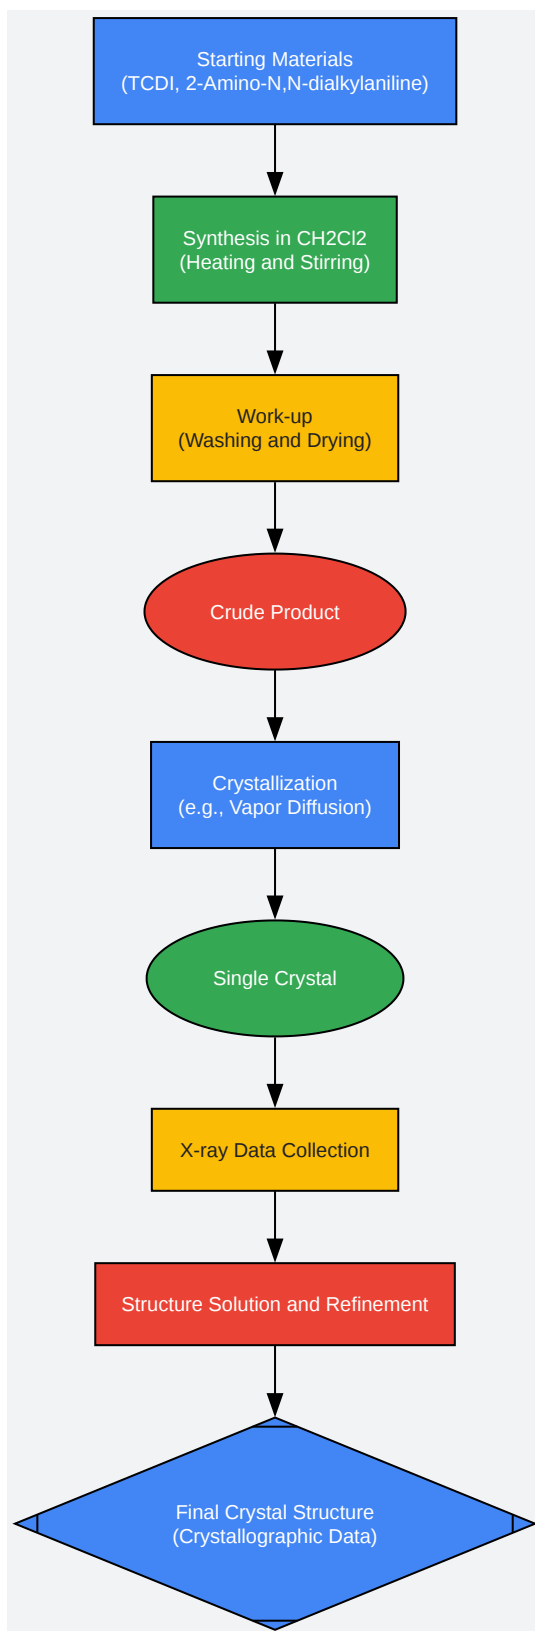 Starting Materials
(TCDI, 2-Amino-N,N-dialkylaniline)
Synthesis in CH2Cl2
(Heating and Stirring)
Work-up
(Washing and Drying)
Crude Product
Crystallization
(e.g., Vapor Diffusion)
Single Crystal
X-ray Data Collection
Structure Solution and Refinement
Final Crystal Structure
(Crystallographic Data)